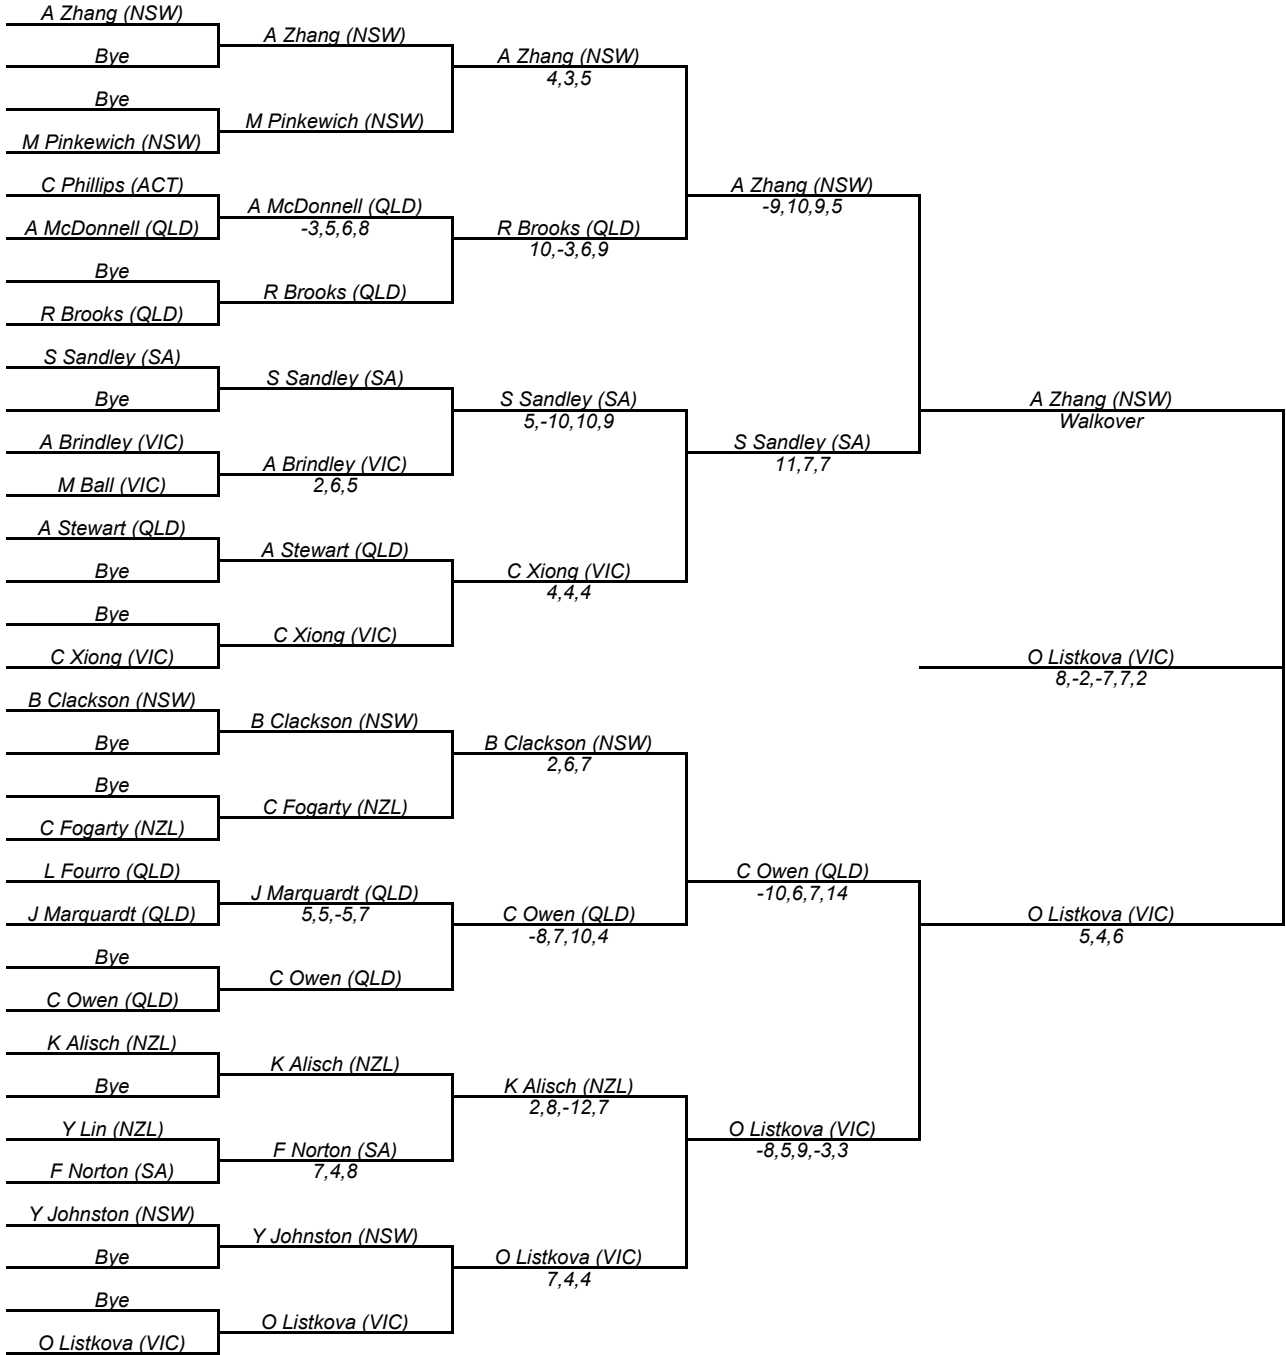 A Zhang (NSW)
Bye
Bye
M Pinkewich (NSW)
C Phillips (ACT)
A McDonnell (QLD)
Bye
R Brooks (QLD)
S Sandley (SA)
Bye
A Brindley (VIC)
M Ball (VIC)
A Stewart (QLD)
Bye
Bye
C Xiong (VIC)
B Clackson (NSW)
Bye
Bye
C Fogarty (NZL)
L Fourro (QLD)
J Marquardt (QLD)
Bye
C Owen (QLD)
K Alisch (NZL)
Bye
Y Lin (NZL)
F Norton (SA)
Y Johnston (NSW)
Bye
Bye
O Listkova (VIC)
A Zhang (NSW)
M Pinkewich (NSW)
A McDonnell (QLD)
-3,5,6,8
R Brooks (QLD)
S Sandley (SA)
A Brindley (VIC)
2,6,5
A Stewart (QLD)
C Xiong (VIC)
B Clackson (NSW)
C Fogarty (NZL)
J Marquardt (QLD)
5,5,-5,7
C Owen (QLD)
K Alisch (NZL)
F Norton (SA)
7,4,8
Y Johnston (NSW)
O Listkova (VIC)
A Zhang (NSW)
4,3,5
R Brooks (QLD)
10,-3,6,9
S Sandley (SA)
5,-10,10,9
C Xiong (VIC)
4,4,4
B Clackson (NSW)
2,6,7
C Owen (QLD)
-8,7,10,4
K Alisch (NZL)
2,8,-12,7
O Listkova (VIC)
7,4,4
A Zhang (NSW)
-9,10,9,5
S Sandley (SA)
11,7,7
C Owen (QLD)
-10,6,7,14
O Listkova (VIC)
-8,5,9,-3,3
A Zhang (NSW)
Walkover
O Listkova (VIC)
8,-2,-7,7,2
O Listkova (VIC)
5,4,6